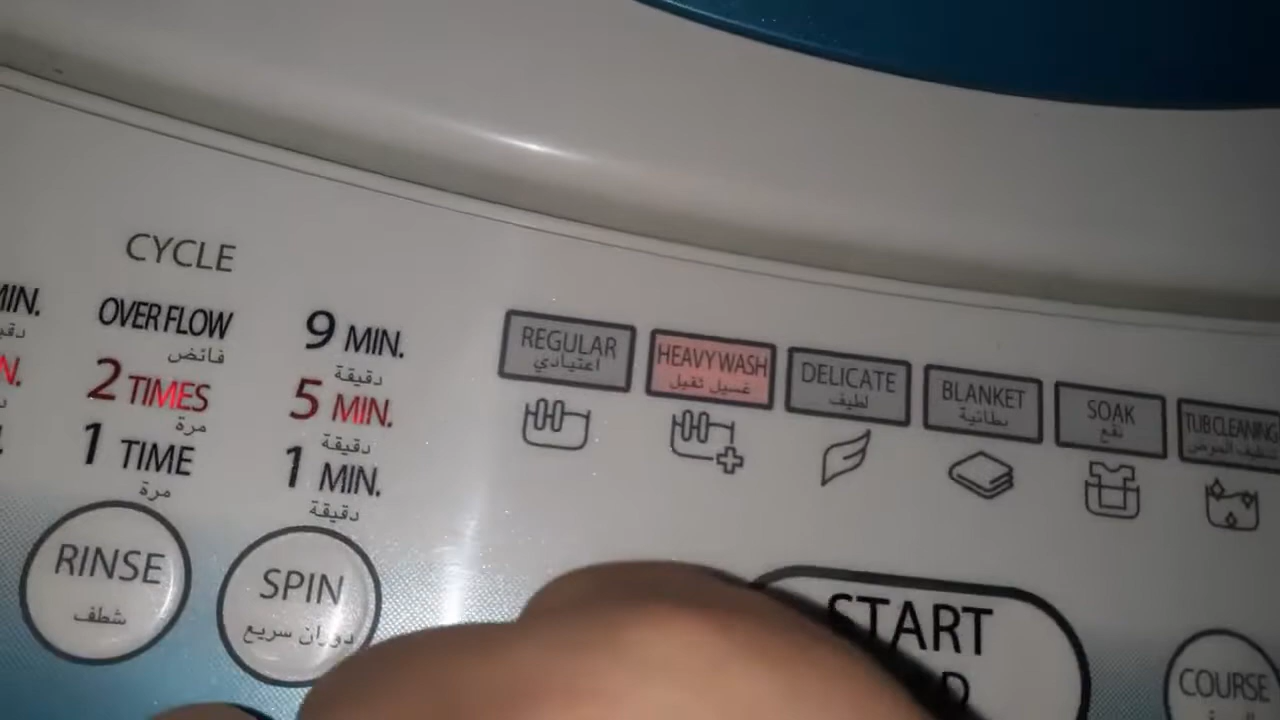 CYCLE
MIN.
OVER FLOW
فائض
9 MIN.
دقيقة
2 TIMES
مرة
5 MIN.
دقيقة
1 TIME
مرة
1 MIN.
دقيقة
REGULAR
اعتيادي
HEAVY WASH
غسيل ثقيل
DELICATE
لطيف
BLANKET
بطانية
SOAK
نقع
TUB CLEANING
تنظيف الحوض
RINSE
شطف
SPIN
دوران سريع
START
COURSE